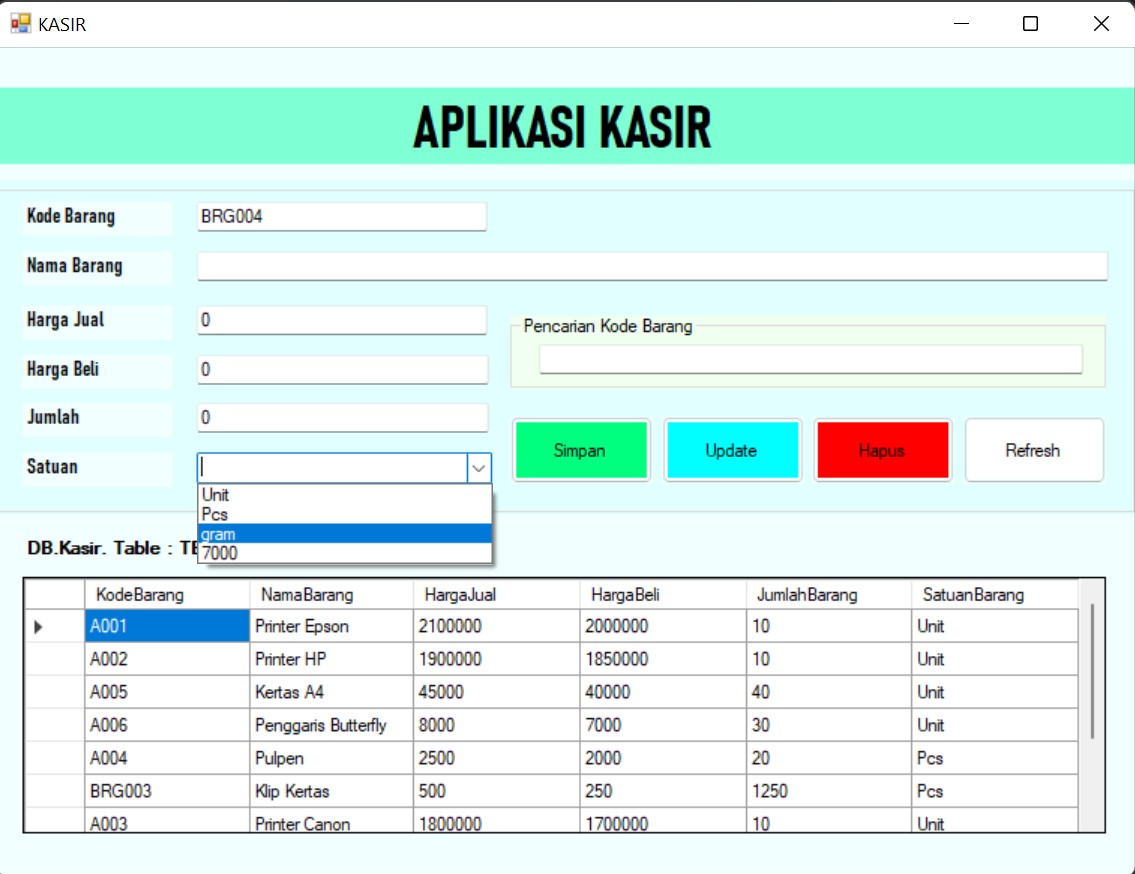 KASIR
APLIKASI KASIR
Kode Barang BRG004
Nama Barang
Harga Jual 0
Pencarian Kode Barang
Harga Beli 0
Jumlah 0
Simpan Update Hapus Refresh
Satuan
Unit
Pcs
gram
7000
DB.Kasir. Table :
KodeBarang NamaBarang HargaJual HargaBeli JumlahBarang SatuanBarang
A001 Printer Epson 2100000 2000000 10 Unit
A002 Printer HP 1900000 1850000 10 Unit
A005 Kertas A4 45000 40000 40 Unit
A006 Penggaris Butterfly 8000 7000 30 Unit
A004 Pulpen 2500 2000 20 Pcs
BRG003 Klip Kertas 500 250 1250 Pcs
A003 Printer Canon 1800000 1700000 10 Unit